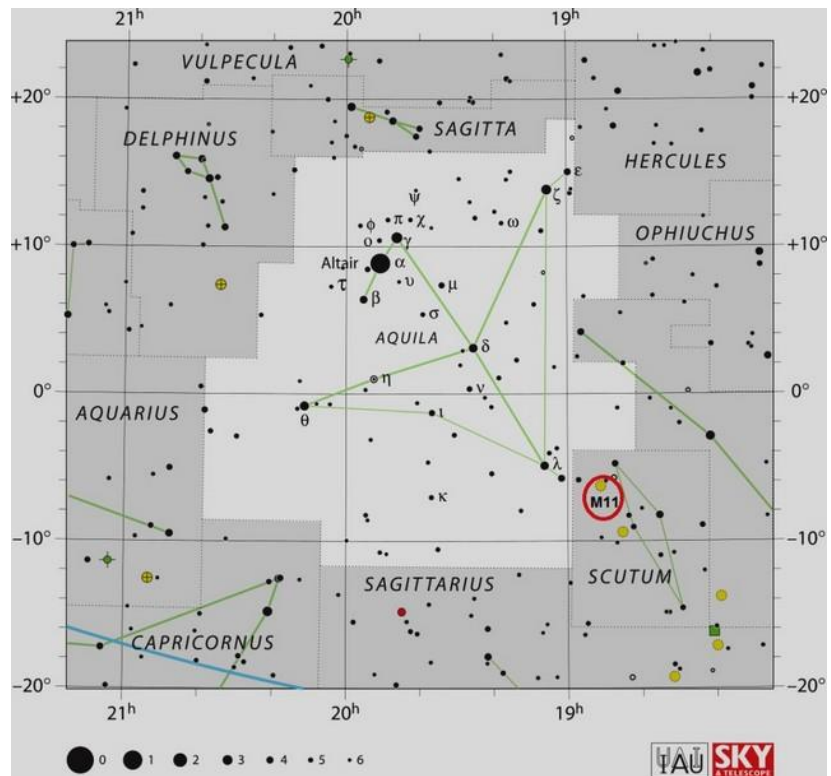 21h 20h 19h
VULPECULA
+20° +20°
SAGITTA
DELPHINUS
HERCULES
ε
ζ
ψ
ϕ π χ ω
ο γ
OPHIUCHUS
+10° +10°
Altair α
τ υ μ
β
σ
AQUILA δ
η
ν
0° 0°
AQUARIUS θ ι
λ
M11
κ
-10° -10°
SAGITTARIUS SCUTUM
CAPRICORNUS
-20° -20°
21h 20h 19h
0 1 2 3 4 5 6
IAU SKY
& TELESCOPE